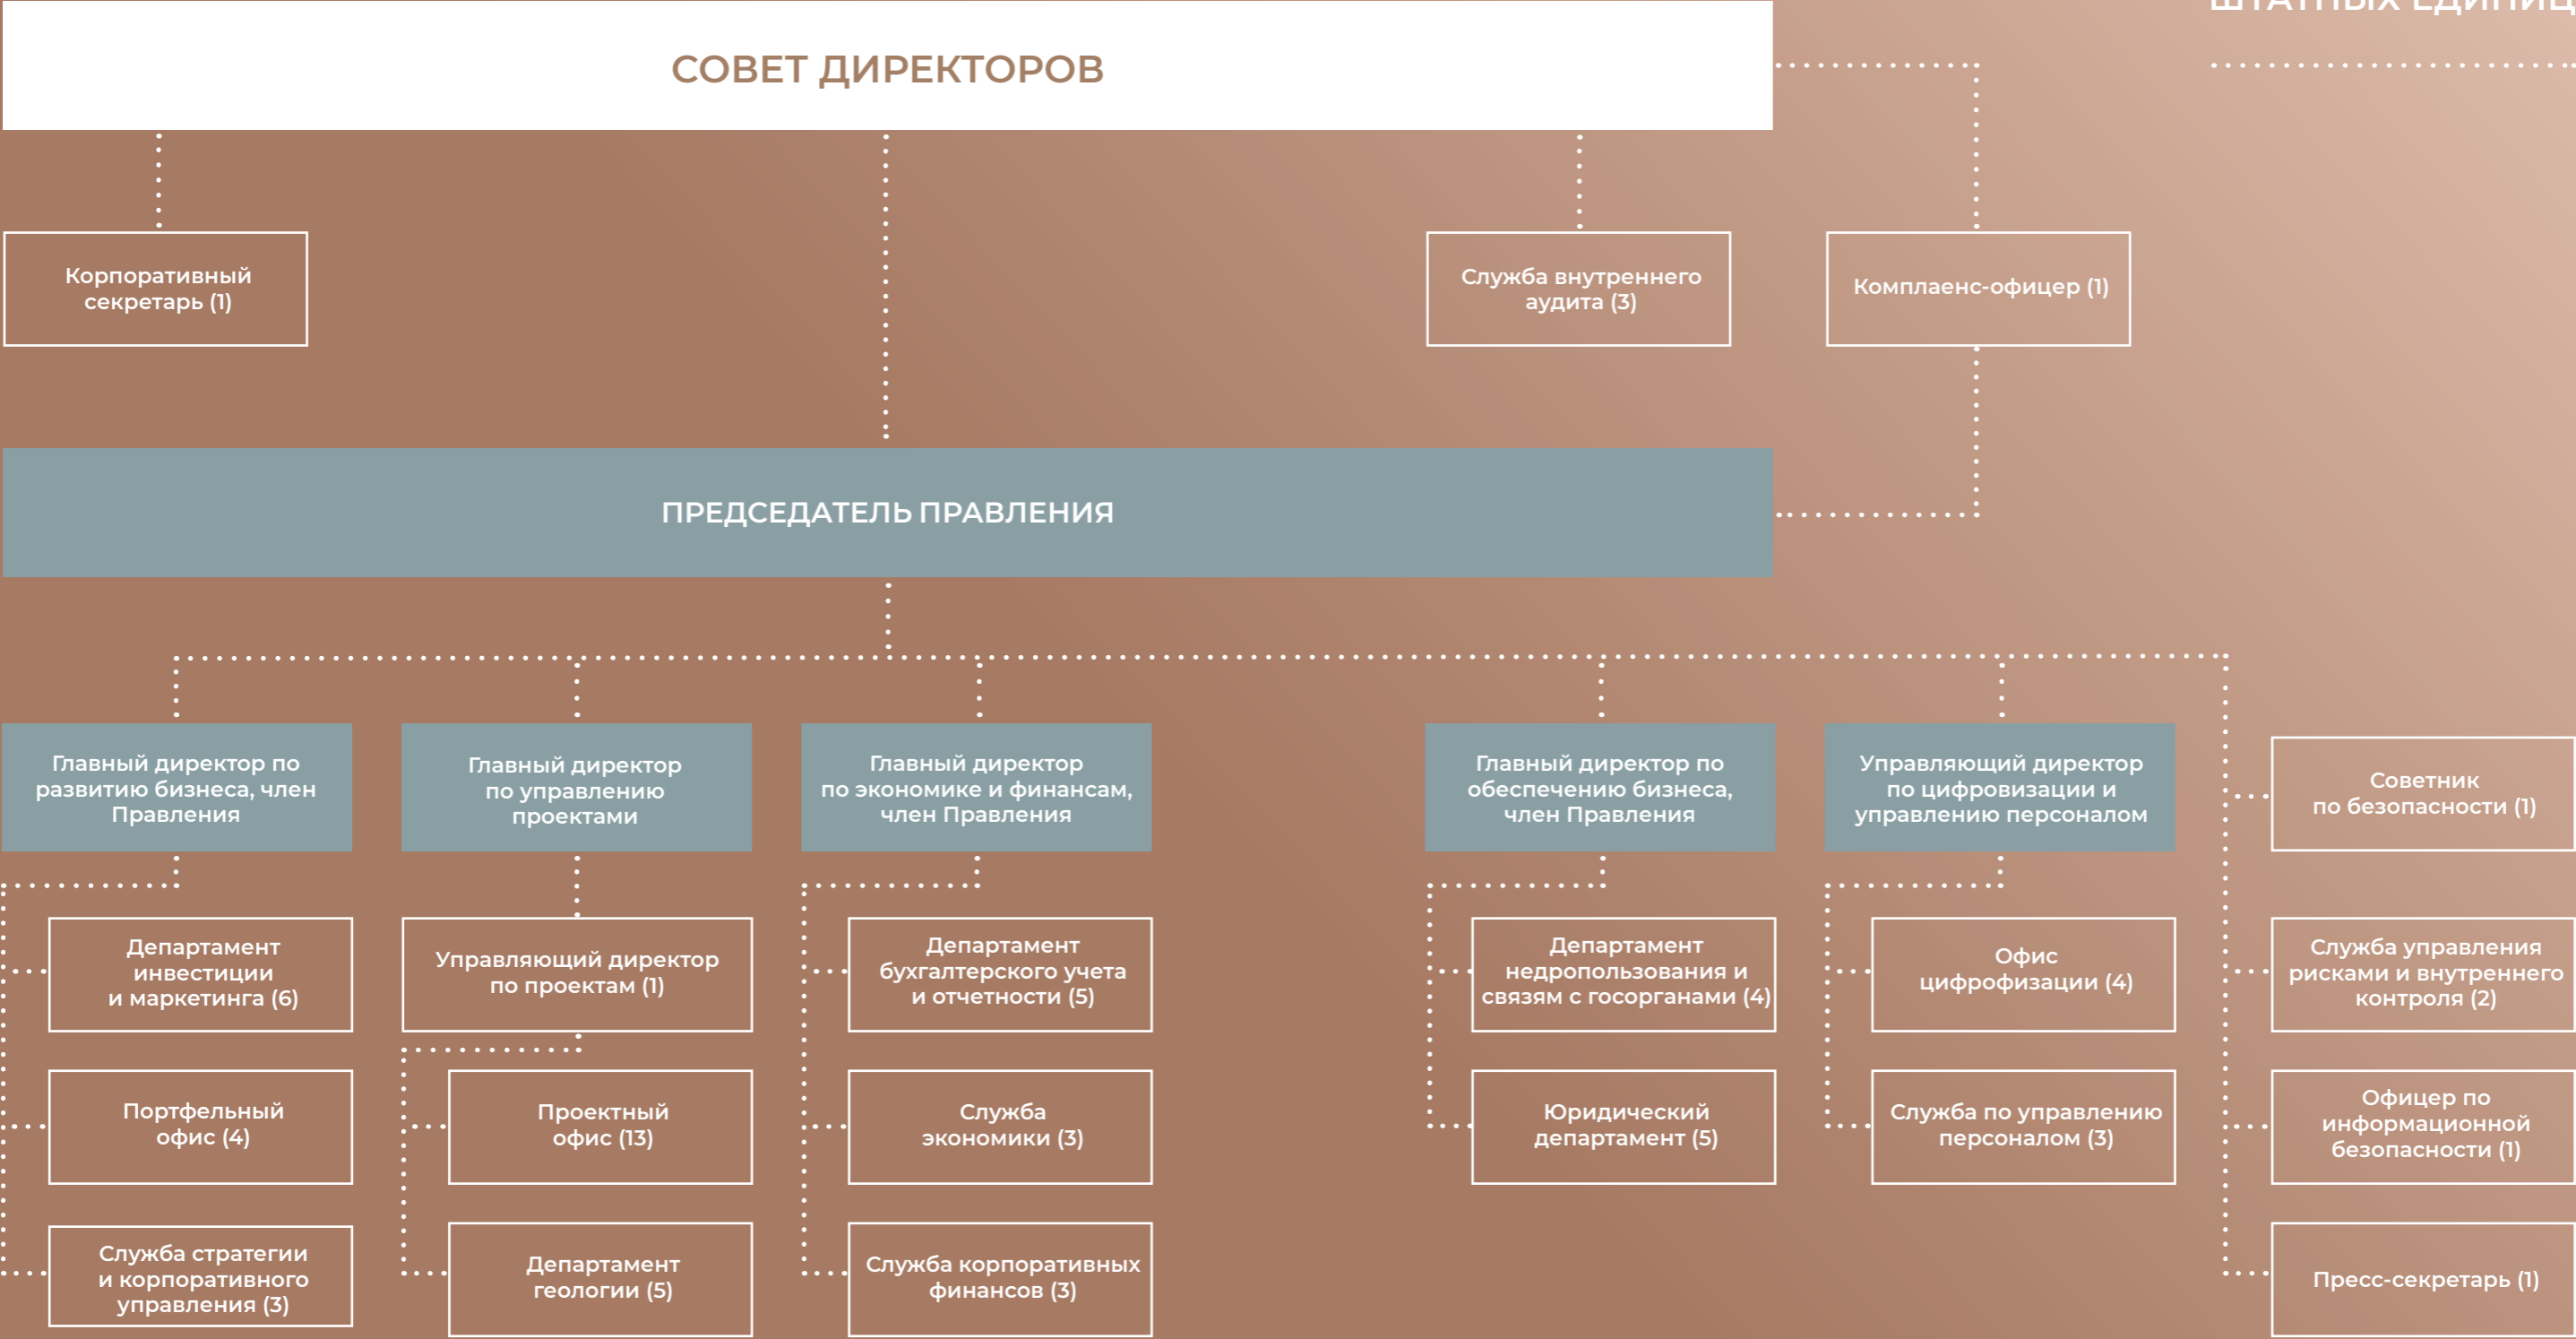 ШТАТНЫХ ЕДИНИЦ
СОВЕТ ДИРЕКТОРОВ
Корпоративный
секретарь (1)
Служба внутреннего
аудита (3)
Комплаенс-офицер (1)
ПРЕДСЕДАТЕЛЬ ПРАВЛЕНИЯ
Главный директор по
развитию бизнеса, член
Правления
Главный директор
по управлению
проектами
Главный директор
по экономике и финансам,
член Правления
Главный директор по
обеспечению бизнеса,
член Правления
Управляющий директор
по цифровизации и
управлению персоналом
Советник
по безопасности (1)
Департамент
инвестиции
и маркетинга (6)
Управляющий директор
по проектам (1)
Департамент
бухгалтерского учета
и отчетности (5)
Департамент
недропользования и
связям с госорганами (4)
Офис
цифрофизации (4)
Служба управления
рисками и внутреннего
контроля (2)
Портфельный
офис (4)
Проектный
офис (13)
Служба
экономики (3)
Юридический
департамент (5)
Служба по управлению
персоналом (3)
Офицер по
информационной
безопасности (1)
Служба стратегии
и корпоративного
управления (3)
Департамент
геологии (5)
Служба корпоративных
финансов (3)
Пресс-секретарь (1)